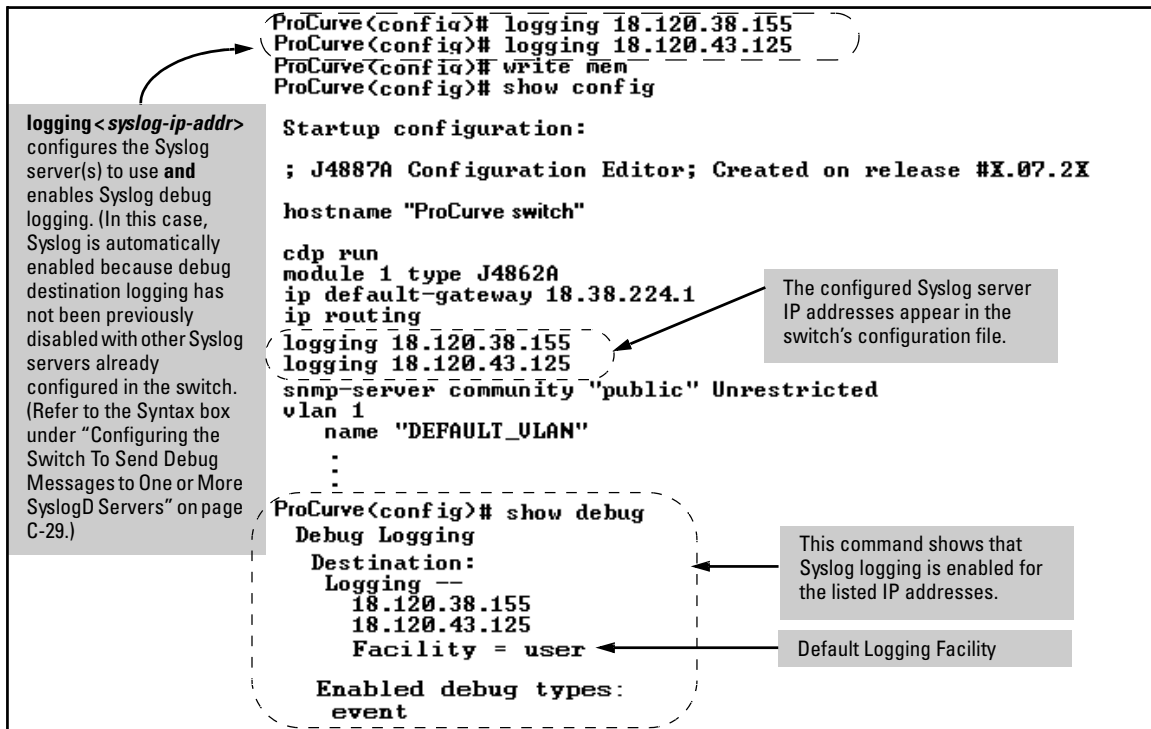 ProCurve(config)# logging 18.120.38.155
ProCurve(config)# logging 18.120.43.125
ProCurve(config)# write mem
ProCurve(config)# show config
logging<syslog-ip-addr>
configures the Syslog
server(s) to use and
enables Syslog debug
logging. (In this case,
Syslog is automatically
enabled because debug
destination logging has
not been previously
disabled with other Syslog
servers already
configured in the switch.
(Refer to the Syntax box
under “Configuring the
Switch To Send Debug
Messages to One or More
SyslogD Servers” on page
C-29.)
Startup configuration:
; J4887A Configuration Editor; Created on release #X.07.2X
hostname "ProCurve switch"
cdp run
module 1 type J4862A
ip default-gateway 18.38.224.1
ip routing
logging 18.120.38.155
logging 18.120.43.125
snmp-server community "public" Unrestricted
vlan 1
name "DEFAULT_VLAN"
.
.
.
The configured Syslog server
IP addresses appear in the
switch’s configuration file.
ProCurve(config)# show debug
Debug Logging
Destination:
Logging --
18.120.38.155
18.120.43.125
Facility = user
Enabled debug types:
event
This command shows that
Syslog logging is enabled for
the listed IP addresses.
Default Logging Facility